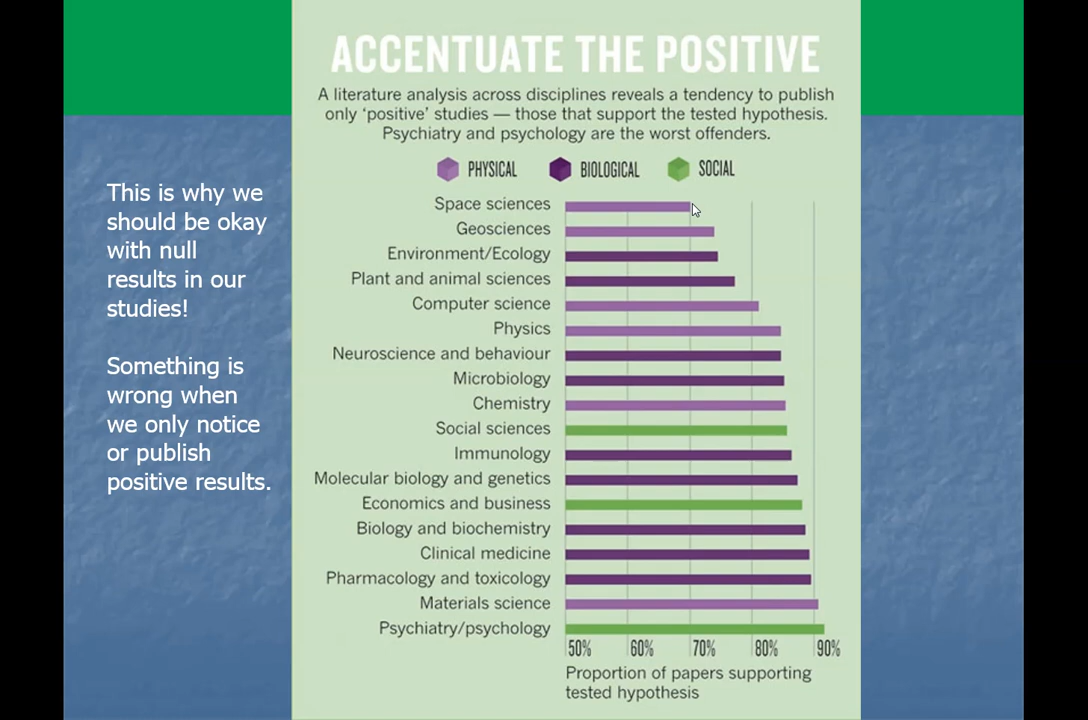 ACCENTUATE THE POSITIVE
A literature analysis across disciplines reveals a tendency to publish
only ‘positive’ studies — those that support the tested hypothesis.
Psychiatry and psychology are the worst offenders.
PHYSICAL BIOLOGICAL SOCIAL
This is why we
should be okay
with null
results in our
studies!
Something is
wrong when
we only notice
or publish
positive results.
Space sciences
Geosciences
Environment/Ecology
Plant and animal sciences
Computer science
Physics
Neuroscience and behaviour
Microbiology
Chemistry
Social sciences
Immunology
Molecular biology and genetics
Economics and business
Biology and biochemistry
Clinical medicine
Pharmacology and toxicology
Materials science
Psychiatry/psychology
50% 60% 70% 80% 90%
Proportion of papers supporting
tested hypothesis